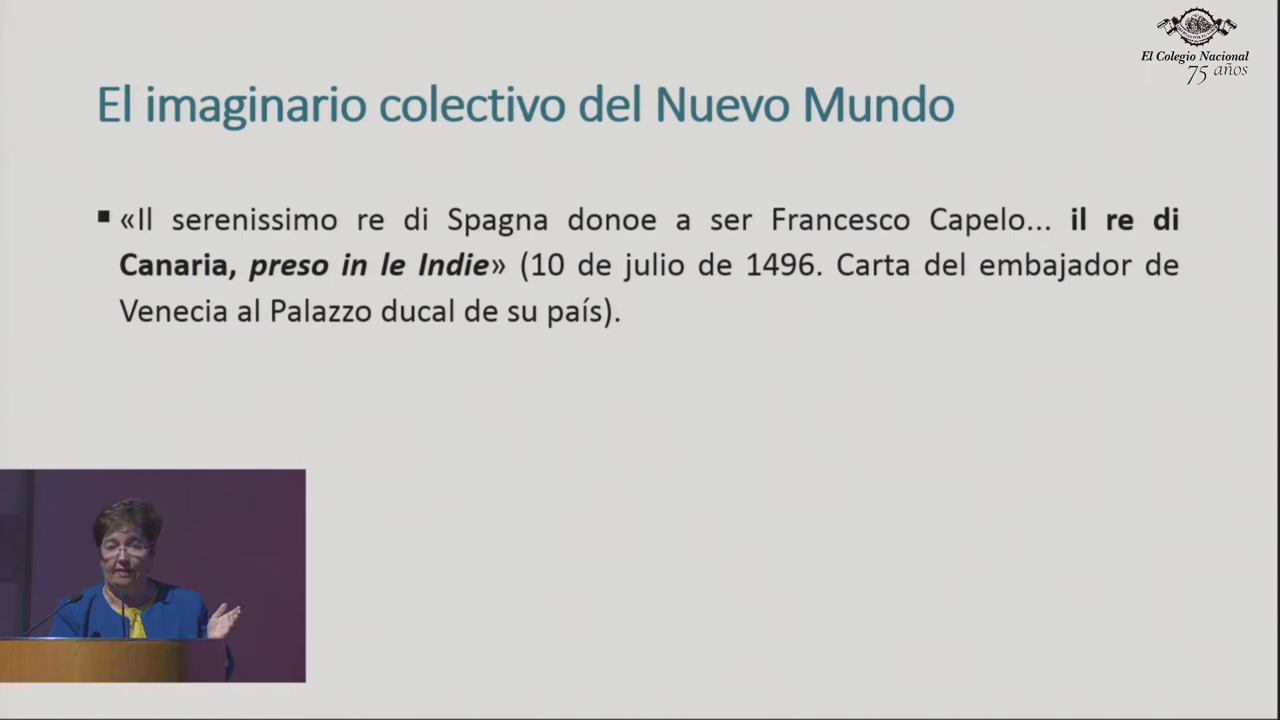 El Colegio Nacional
75 años
El imaginario colectivo del Nuevo Mundo
▪ «Il serenissimo re di Spagna donoe a ser Francesco Capelo... il re di
Canaria, preso in le Indie» (10 de julio de 1496. Carta del embajador de
Venecia al Palazzo ducal de su país).